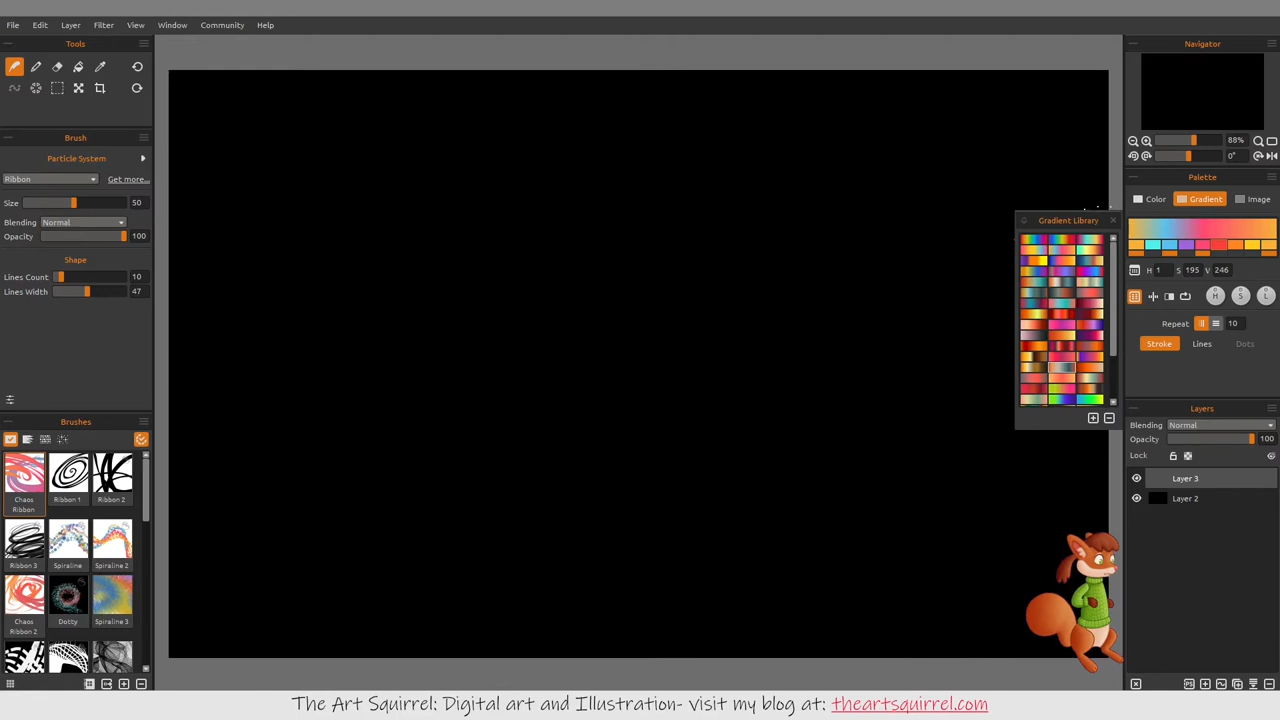 File Edit Layer Filter View Window Community Help
Tools
Brush
Particle System
Ribbon Get more...
Size 50
Blending Normal
Opacity 100
Shape
Lines Count 10
Lines Width 47
Brushes
Chaos Ribbon Ribbon 1 Ribbon 2
Ribbon 3 Spiraline Spiraline 2
Chaos Ribbon 2 Dotty Spiraline 3
Gradient Library
Navigator
88%
0°
Palette
Color Gradient Image
H 1 S 195 V 246
H S L
Repeat 10
Stroke Lines Dots
Layers
Blending Normal
Opacity 100
Lock
Layer 3
Layer 2
PS
The Art Squirrel: Digital art and Illustration- visit my blog at: theartsquirrel.com